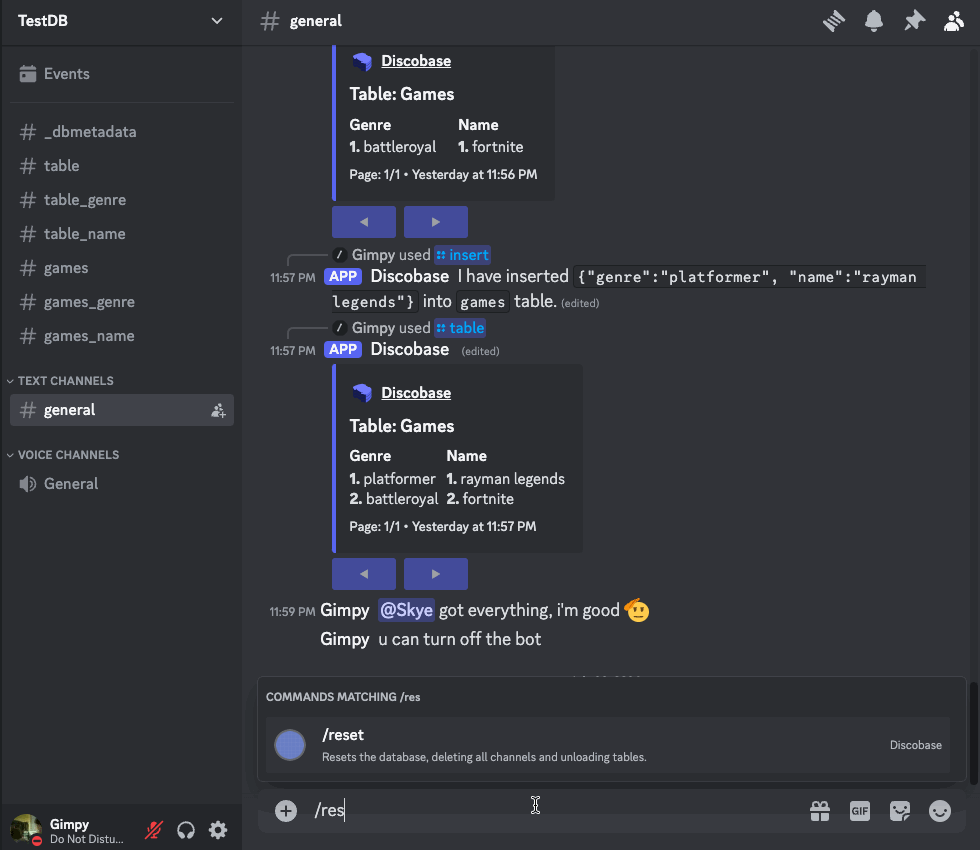 TestDB
Events
_dbmetadata
table
table_genre
table_name
games
games_genre
games_name
TEXT CHANNELS
general
VOICE CHANNELS
General
Gimpy
Do Not Distu...
# general
Discobase
Table: Games
Genre Name
1. battleroyal 1. fortnite
Page: 1/1 • Yesterday at 11:56 PM
/ Gimpy used insert
11:57 PM APP Discobase I have inserted {"genre":"platformer", "name":"rayman
legends"} into games table. (edited)
/ Gimpy used table
11:57 PM APP Discobase (edited)
Discobase
Table: Games
Genre Name
1. platformer 1. rayman legends
2. battleroyal 2. fortnite
Page: 1/1 • Yesterday at 11:57 PM
11:59 PM Gimpy @Skye got everything, i'm good
Gimpy u can turn off the bot
COMMANDS MATCHING /res
/reset
Resets the database, deleting all channels and unloading tables.
Discobase
/res
GIF